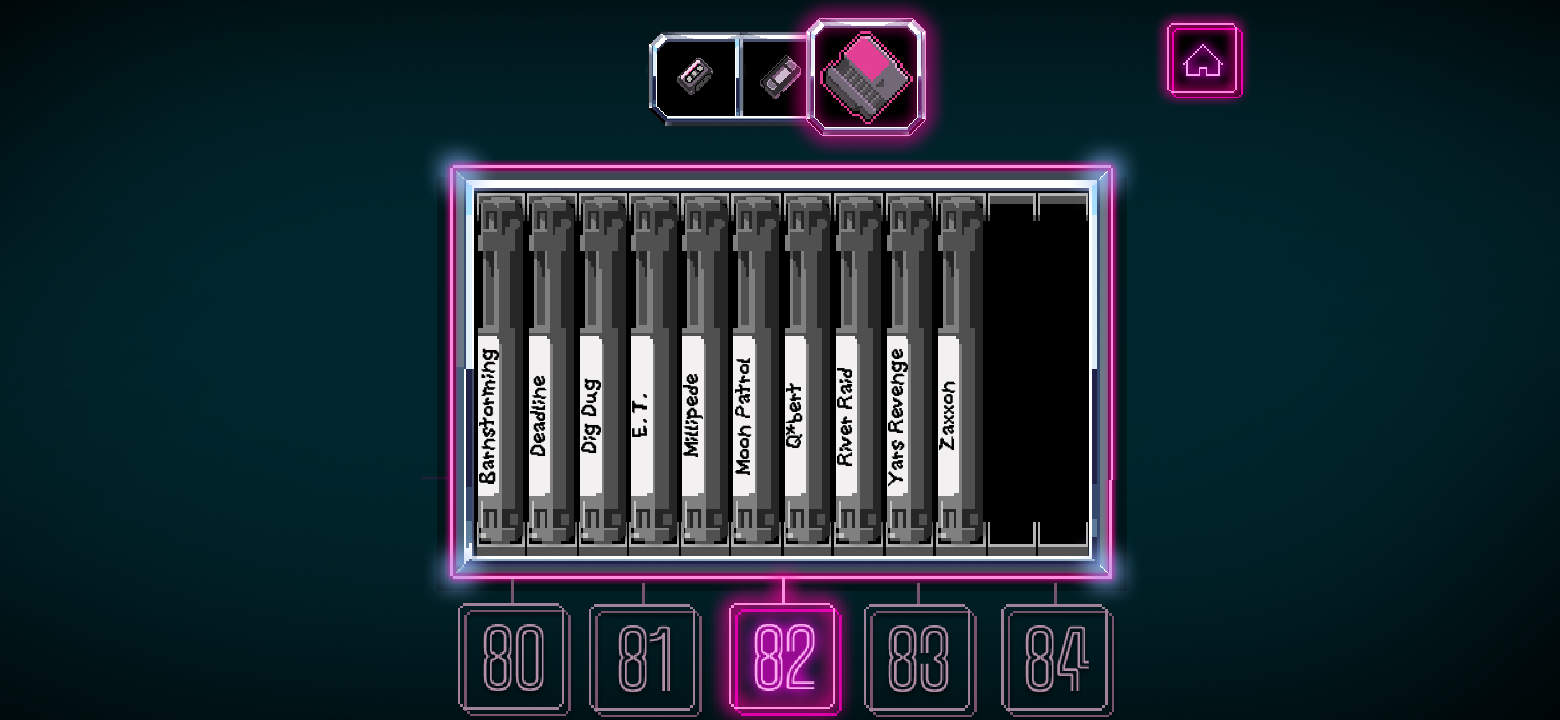 Barnstorming
Deadline
Dig Dug
E.T.
Millipede
Moon Patrol
Q*bert
River Raid
Yars Revenge
Zaxxon
80
81
82
83
84